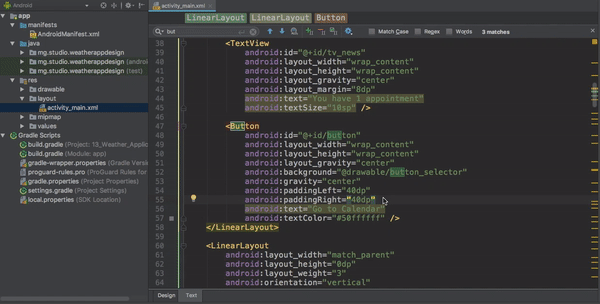 Android
activity_main.xml
app
manifests
AndroidManifest.xml
java
mg.studio.weatherappdesign
mg.studio.weatherappdesign (android
mg.studio.weatherappdesign (test)
res
drawable
layout
activity_main.xml
mipmap
values
Gradle Scripts
build.gradle (Project: 13_Weather_Applic
build.gradle (Module: app)
gradle-wrapper.properties (Gradle Version)
proguard-rules.pro (ProGuard Rules for
gradle.properties (Project Properties)
settings.gradle (Project Settings)
local.properties (SDK Location)
LinearLayout LinearLayout Button
but
Match Case Regex Words 3 matches
38 <TextView
39 android:id="@+id/tv_news"
40 android:layout_width="wrap_content"
41 android:layout_height="wrap_content"
42 android:layout_gravity="center"
43 android:layout_margin="8dp"
44 android:text="You have 1 appointment"
45 android:textSize="18sp" />
46
47 <Button
48 android:id="@+id/button"
49 android:layout_width="wrap_content"
50 android:layout_height="wrap_content"
51 android:layout_gravity="center"
52 android:background="@drawable/button_selector"
53 android:gravity="center"
54 android:paddingLeft="40dp"
55 android:paddingRight="40dp"
56 android:text="Go to Calendar"
57 android:textColor="#50ffffff" />
58 </LinearLayout>
59
60 <LinearLayout
61 android:layout_width="match_parent"
62 android:layout_height="0dp"
63 android:layout_weight="3"
64 android:orientation="vertical"
Design Text